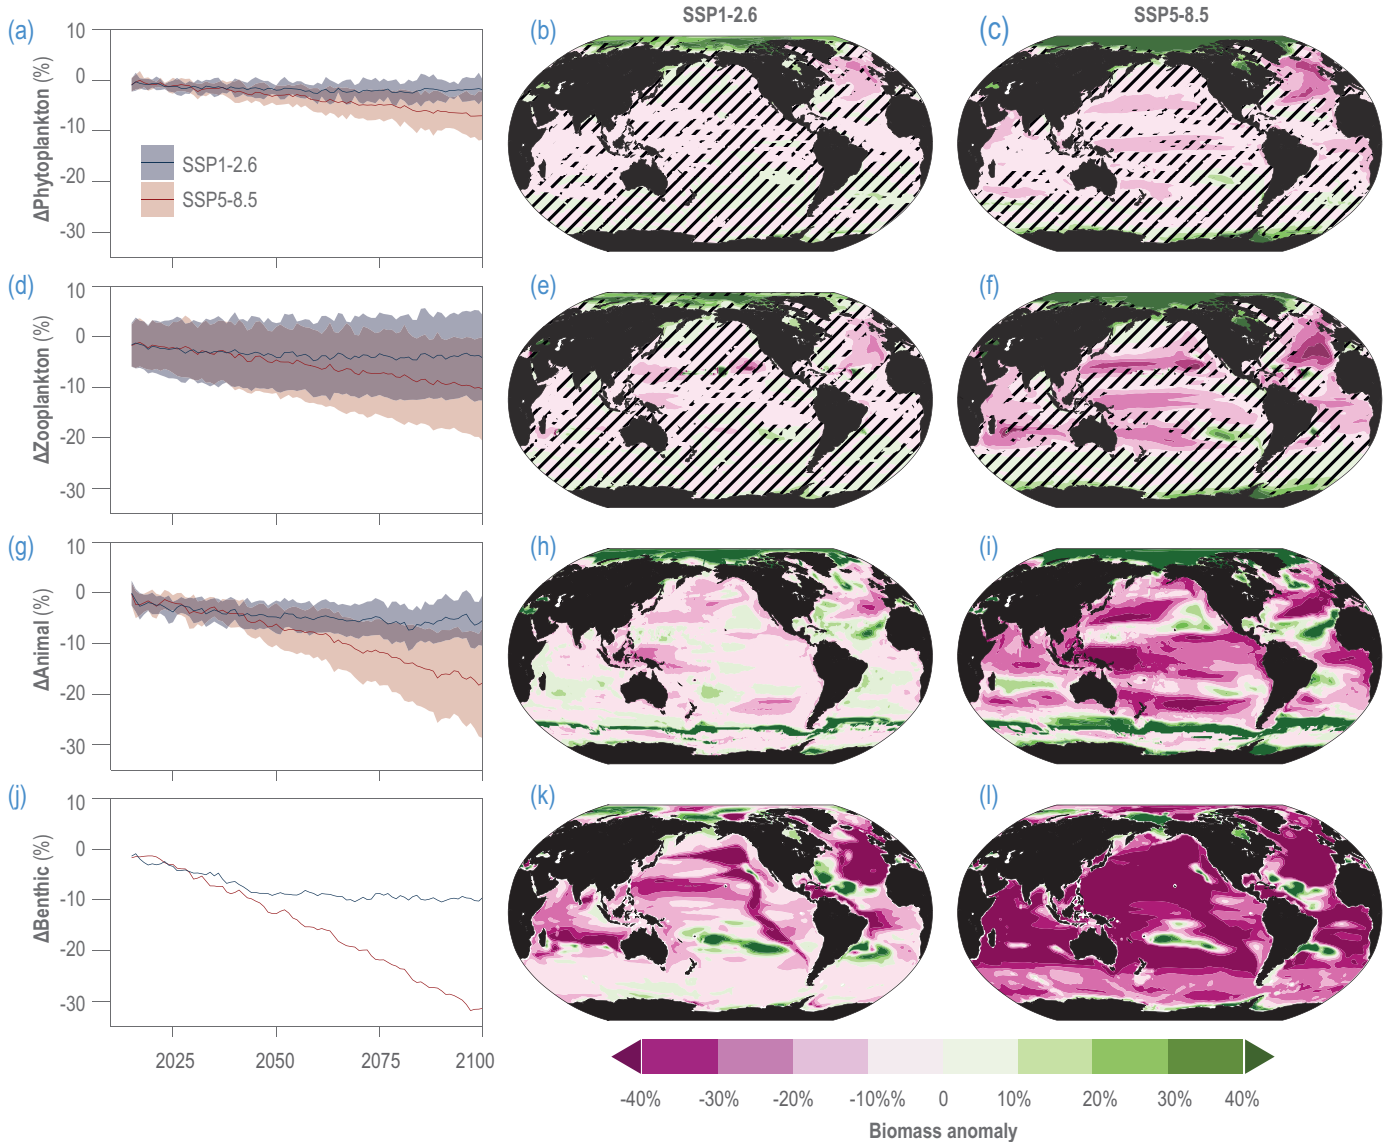 SSP1-2.6
SSP5-8.5
(a)
10
0
-10
-20
-30
ΔPhytoplankton (%)
SSP1-2.6
SSP5-8.5
(b)
(c)
(d)
10
0
-10
-20
-30
ΔZooplankton (%)
(e)
(f)
(g)
10
0
-10
-20
-30
ΔAnimal (%)
(h)
(i)
(j)
10
0
-10
-20
-30
ΔBenthic (%)
2025
2050
2075
2100
(k)
(l)
-40%
-30%
-20%
-10%%
0
10%
20%
30%
40%
Biomass anomaly